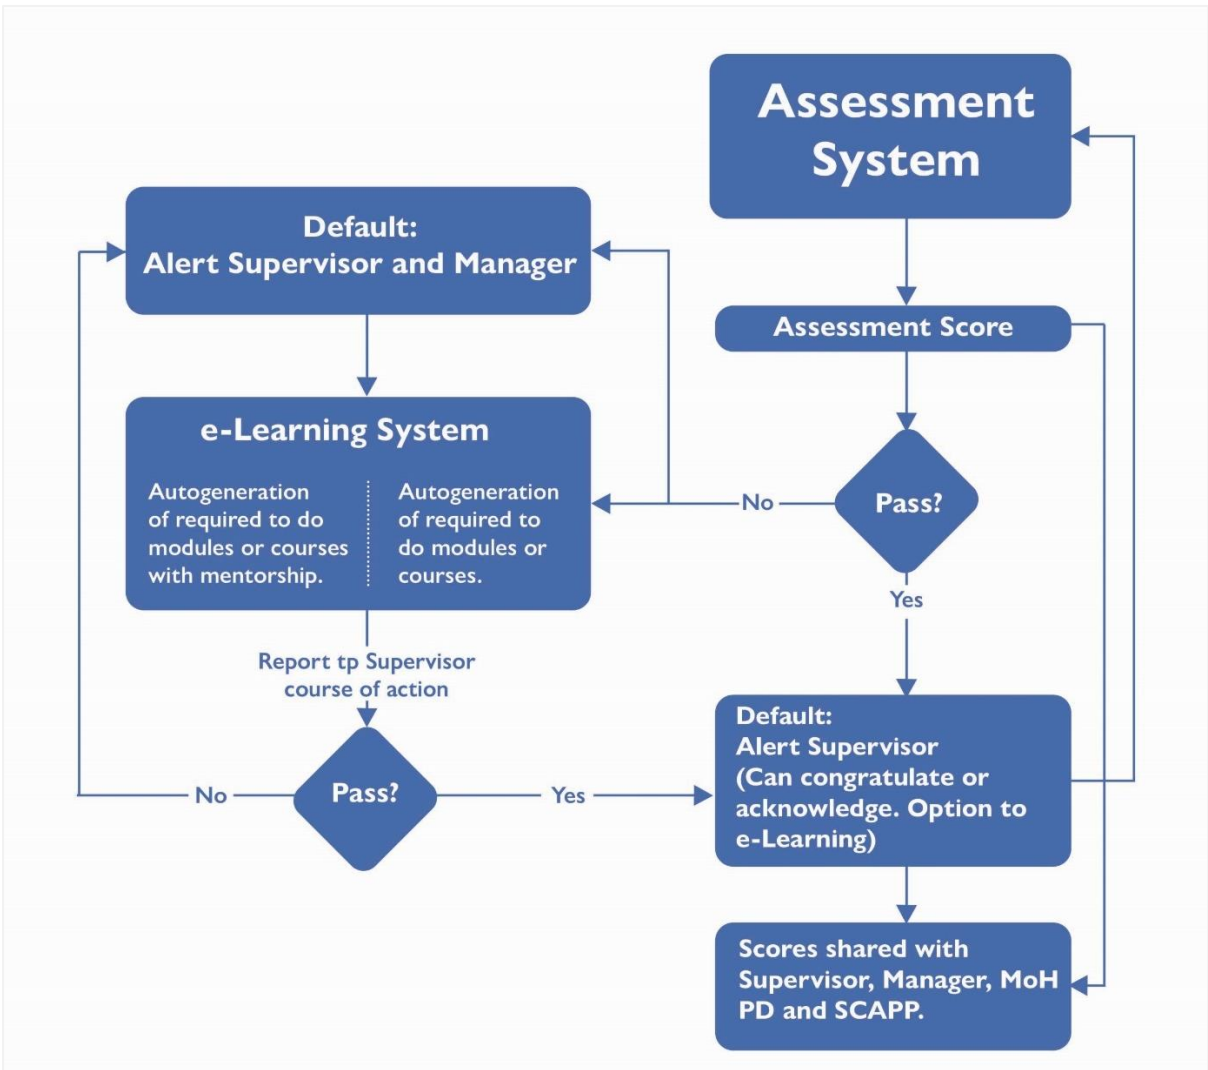 Assessment
System
Default:
Alert Supervisor and Manager
Assessment Score
e-Learning System
Autogeneration
of required to do
modules or courses
with mentorship.
Autogeneration
of required to
do modules or
courses.
No
Pass?
Yes
Report tp Supervisor
course of action
No
Pass?
Yes
Default:
Alert Supervisor
(Can congratulate or
acknowledge. Option to
e-Learning)
Scores shared with
Supervisor, Manager, MoH
PD and SCAPP.